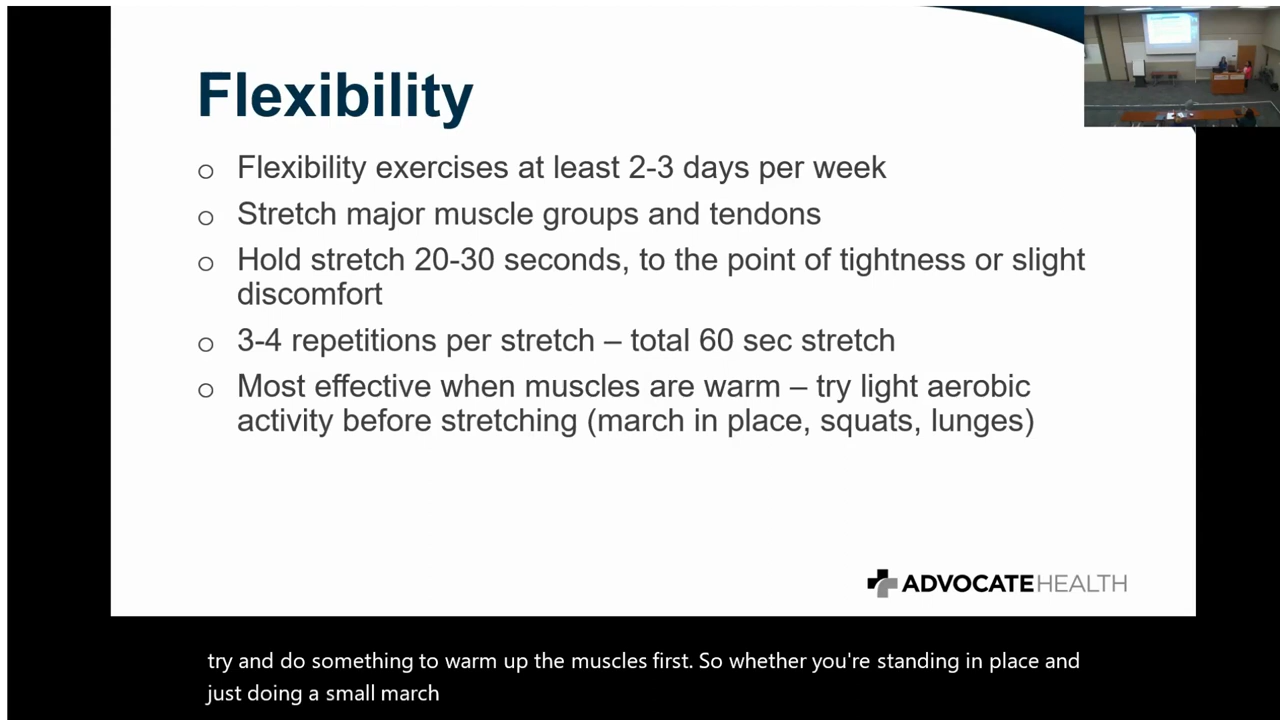 Flexibility
o Flexibility exercises at least 2-3 days per week
o Stretch major muscle groups and tendons
o Hold stretch 20-30 seconds, to the point of tightness or slight
discomfort
o 3-4 repetitions per stretch – total 60 sec stretch
o Most effective when muscles are warm – try light aerobic
activity before stretching (march in place, squats, lunges)
ADVOCATEHEALTH
try and do something to warm up the muscles first. So whether you're standing in place and
just doing a small march